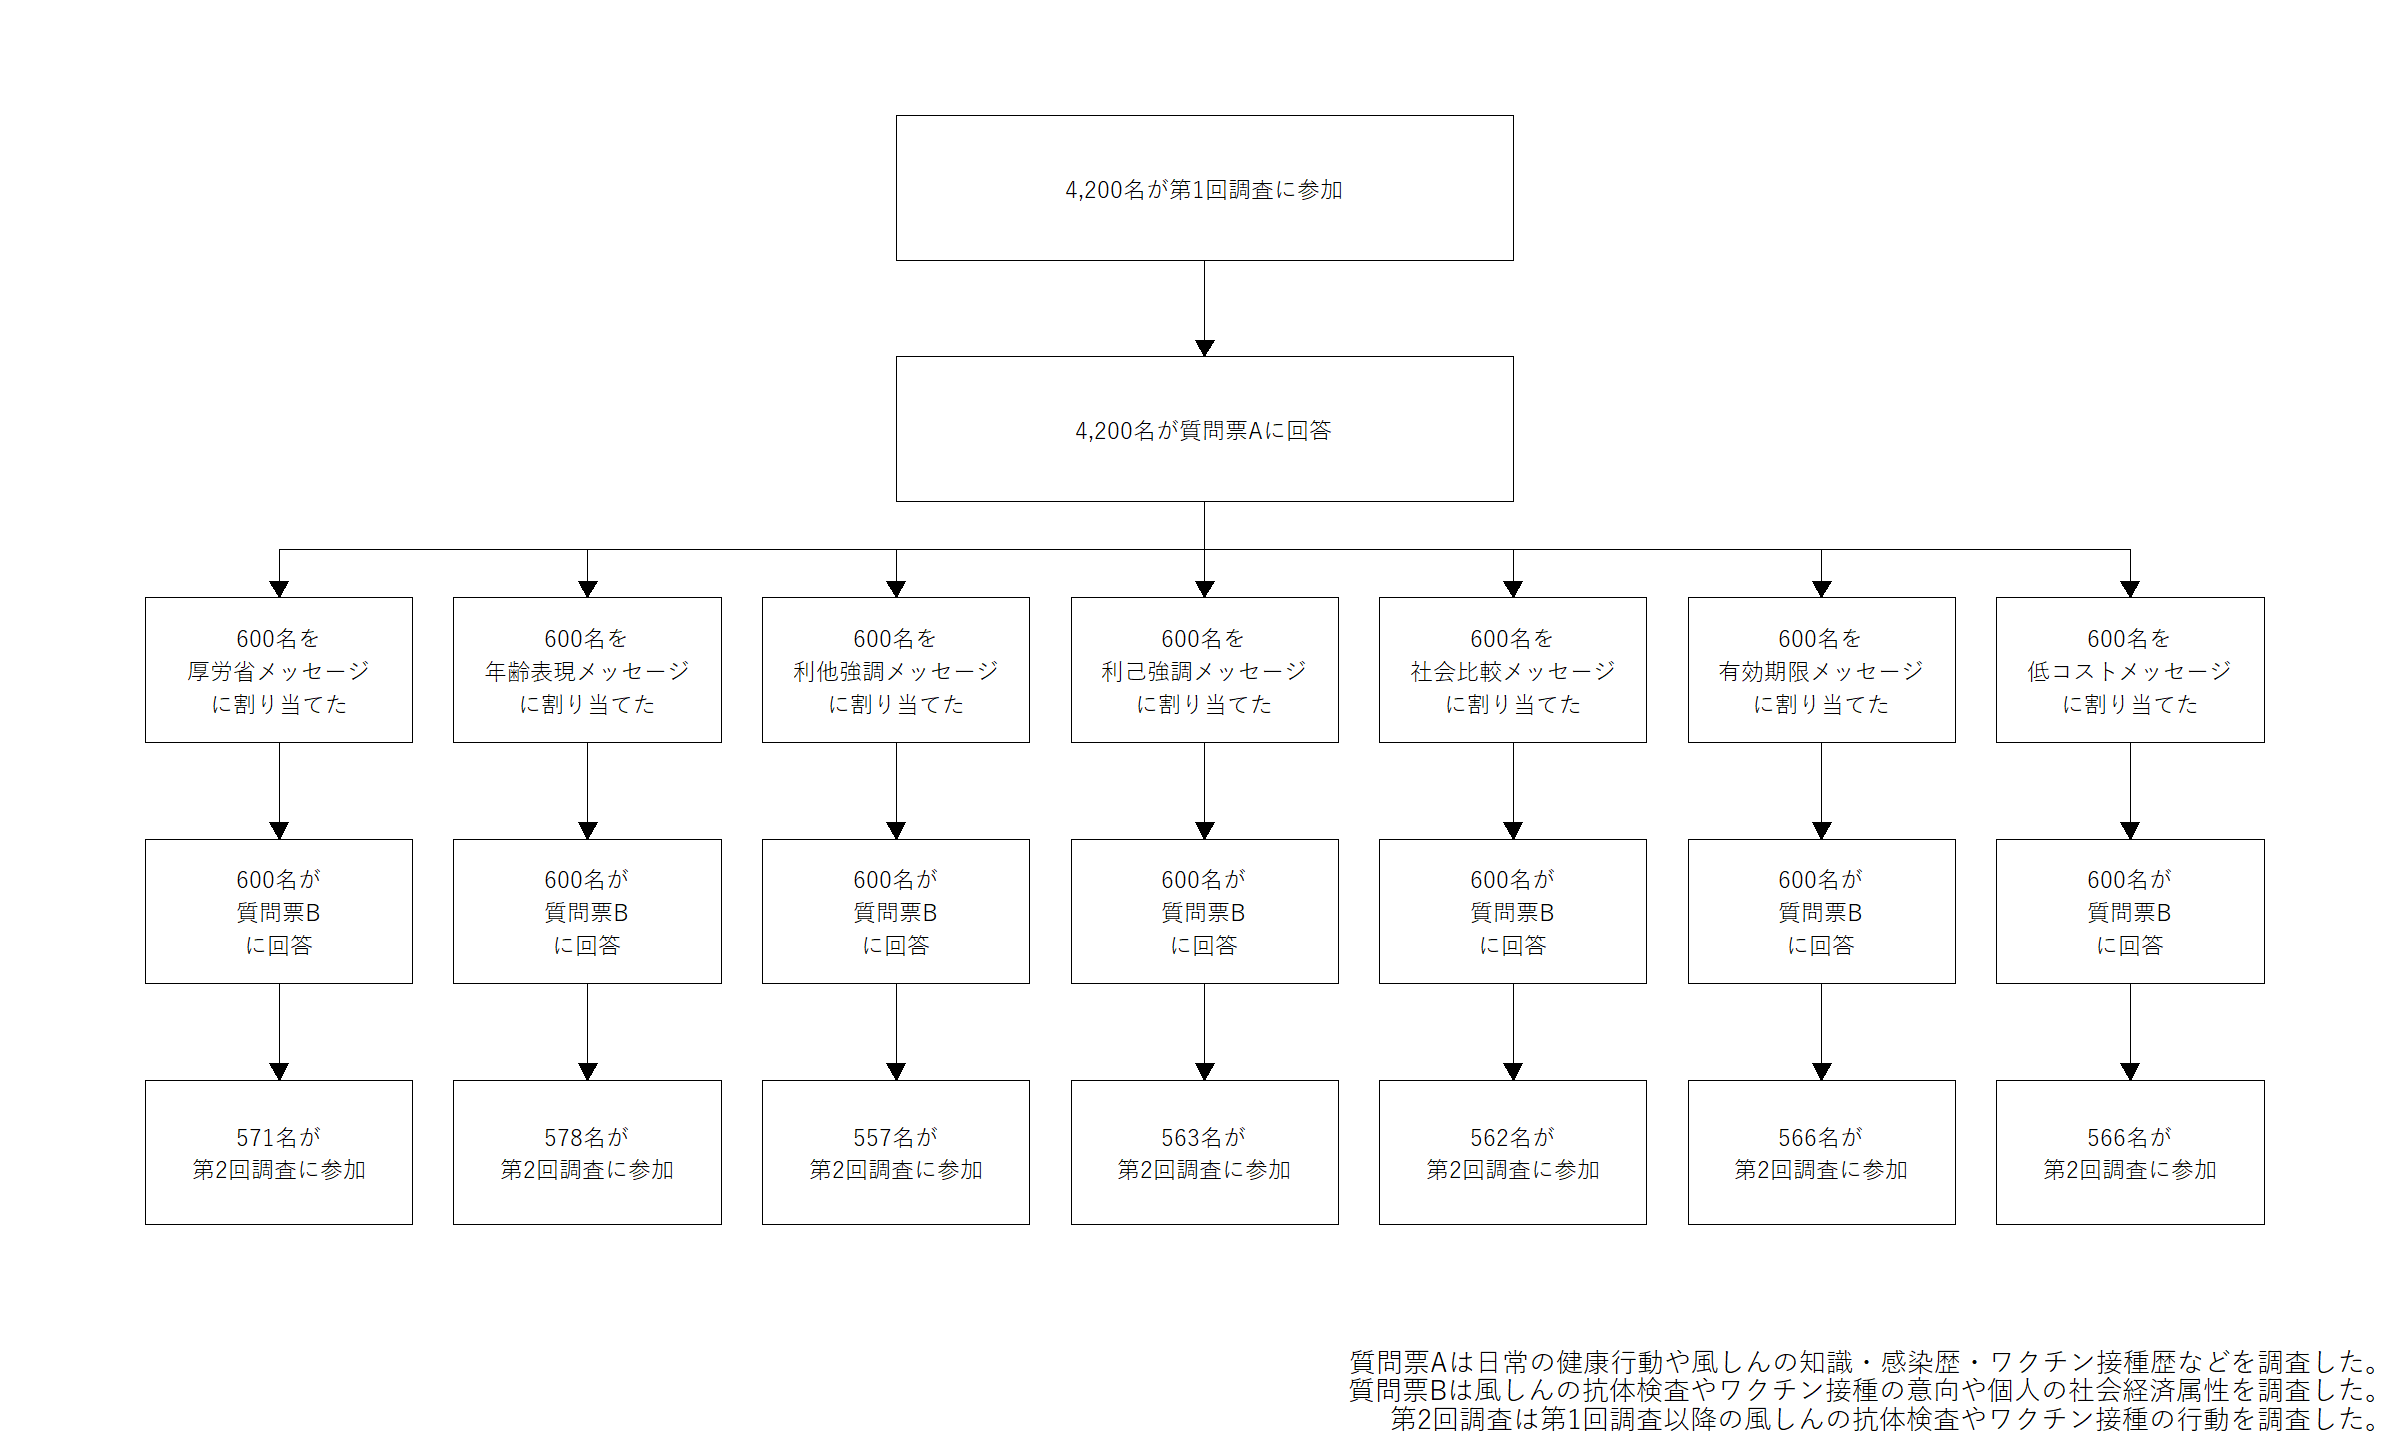 4,200名が第1回調査に参加
4,200名が質問票Aに回答
600名を
厚労省メッセージ
に割り当てた
600名を
年齢表現メッセージ
に割り当てた
600名を
利他強調メッセージ
に割り当てた
600名を
利己強調メッセージ
に割り当てた
600名を
社会比較メッセージ
に割り当てた
600名を
有効期限メッセージ
に割り当てた
600名を
低コストメッセージ
に割り当てた
600名が
質問票B
に回答
600名が
質問票B
に回答
600名が
質問票B
に回答
600名が
質問票B
に回答
600名が
質問票B
に回答
600名が
質問票B
に回答
600名が
質問票B
に回答
571名が
第2回調査に参加
578名が
第2回調査に参加
557名が
第2回調査に参加
563名が
第2回調査に参加
562名が
第2回調査に参加
566名が
第2回調査に参加
566名が
第2回調査に参加
質問票Aは日常の健康行動や風しんの知識・感染歴・ワクチン接種歴などを調査した。
質問票Bは風しんの抗体検査やワクチン接種の意向や個人の社会経済属性を調査した。
第2回調査は第1回調査以降の風しんの抗体検査やワクチン接種の行動を調査した。